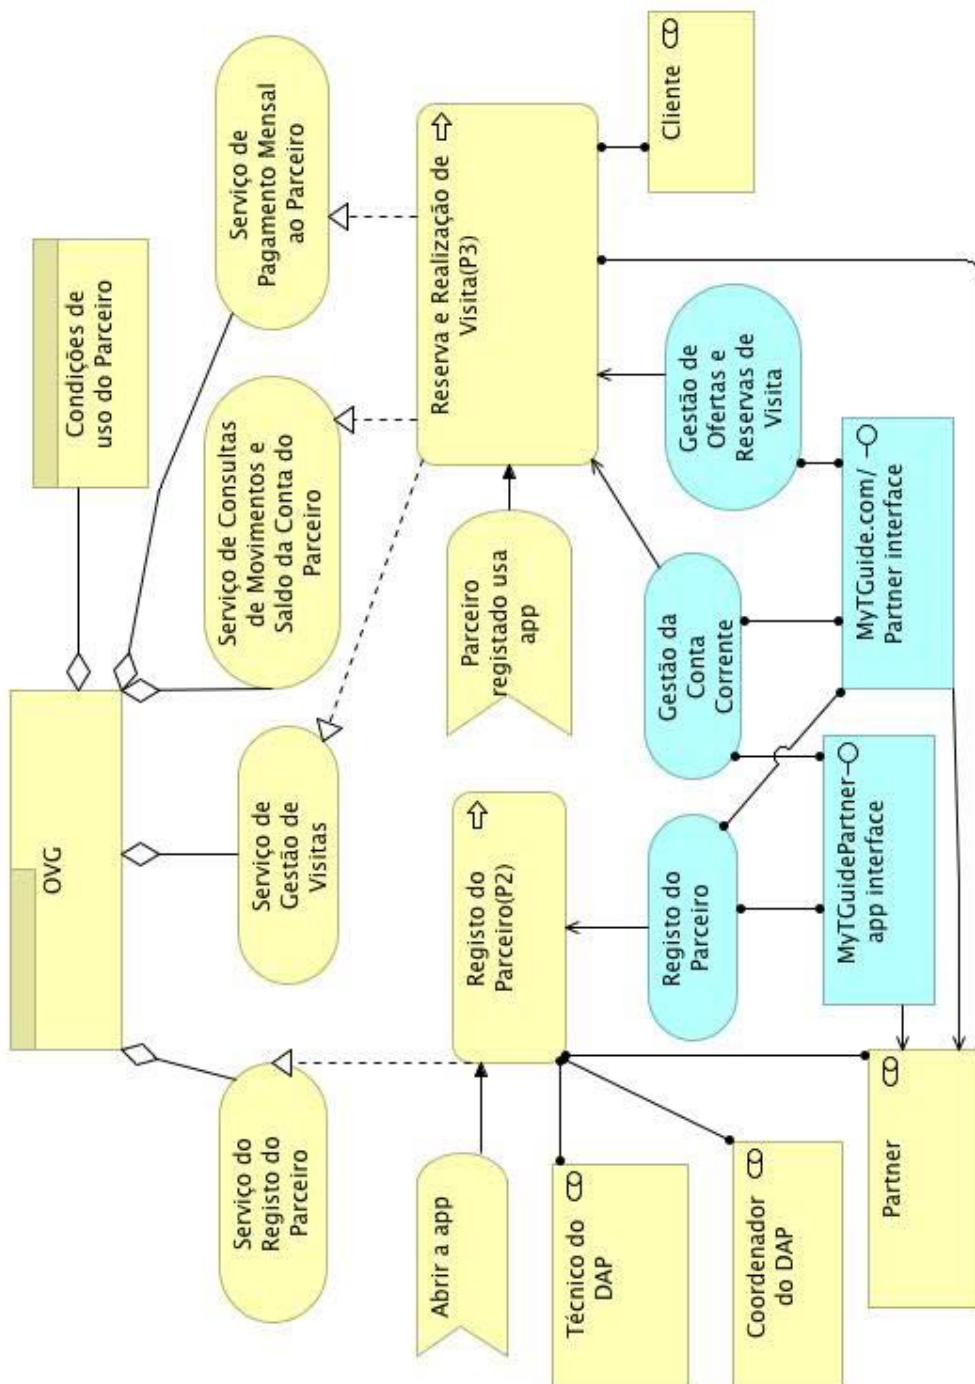 OVG
Condições de
uso do Parceiro
Serviço do
Registo do
Parceiro
Serviço de
Gestão de
Visitas
Serviço de Consultas
de Movimentos e
Saldo da Conta do
Parceiro
Serviço de
Pagamento Mensal
ao Parceiro
Abrir a app
Registo do
Parceiro(P2)
Parceiro
registado usa
app
Reserva e Realização de
Visita(P3)
Técnico do
DAP
Coordenador
do DAP
Registo do
Parceiro
Gestão da
Conta
Corrente
Gestão de
Ofertas e
Reservas de
Visita
Cliente
Partner
MyTGuidePartner
app interface
MyTGuide.com/
Partner interface